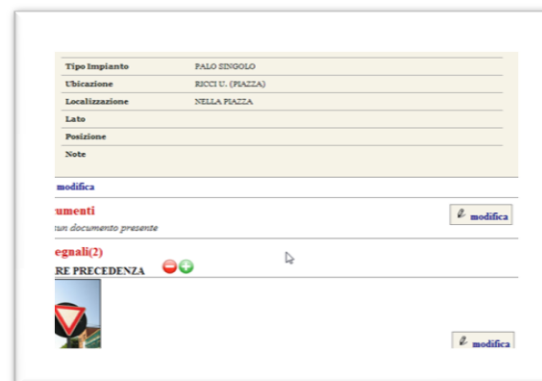 Tipo Impianto PALO SINGOLO
Ubicazione RICCI U. (PIAZZA)
Localizzazione NELLA PIAZZA
Lato
Posizione
Note
modifica
umenti
modifica
un documento presente
egnali(2)
RE PRECEDENZA
modifica